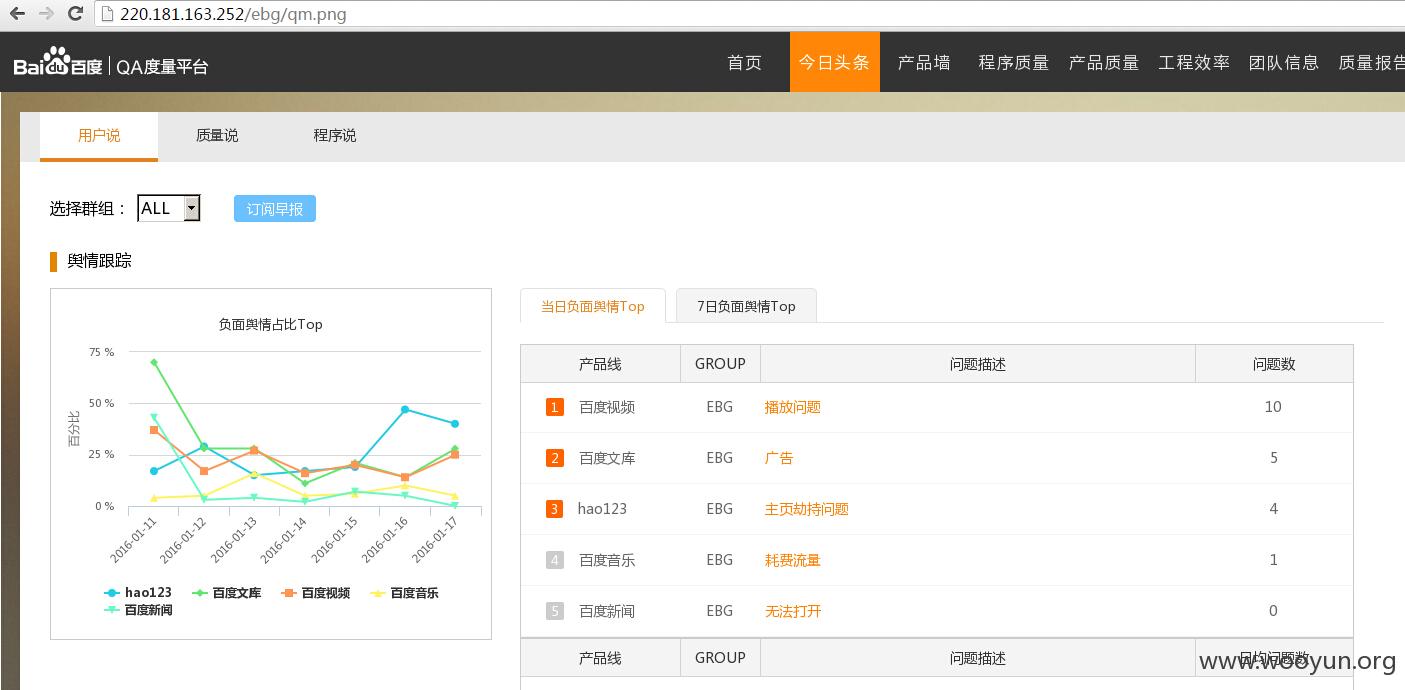 220.181.163.252/ebg/qm.png
Bai百度 QA度量平台 首页 今日头条 产品墙 程序质量 产品质量 工程效率 团队信息 质量报告
用户说 质量说 程序说
选择群组： ALL 订阅早报
舆情跟踪
负面舆情占比Top
75 %
50 %
25 %
0 %
百分比
2016-01-11 2016-01-12 2016-01-13 2016-01-14 2016-01-15 2016-01-16 2016-01-17
hao123 百度文库 百度视频 百度音乐
百度新闻
当日负面舆情Top 7日负面舆情Top
产品线 GROUP 问题描述 问题数
1 百度视频 EBG 播放问题 10
2 百度文库 EBG 广告 5
3 hao123 EBG 主页劫持问题 4
4 百度音乐 EBG 耗费流量 1
5 百度新闻 EBG 无法打开 0
产品线 GROUP 问题描述 日均问题数
www.wooyun.org